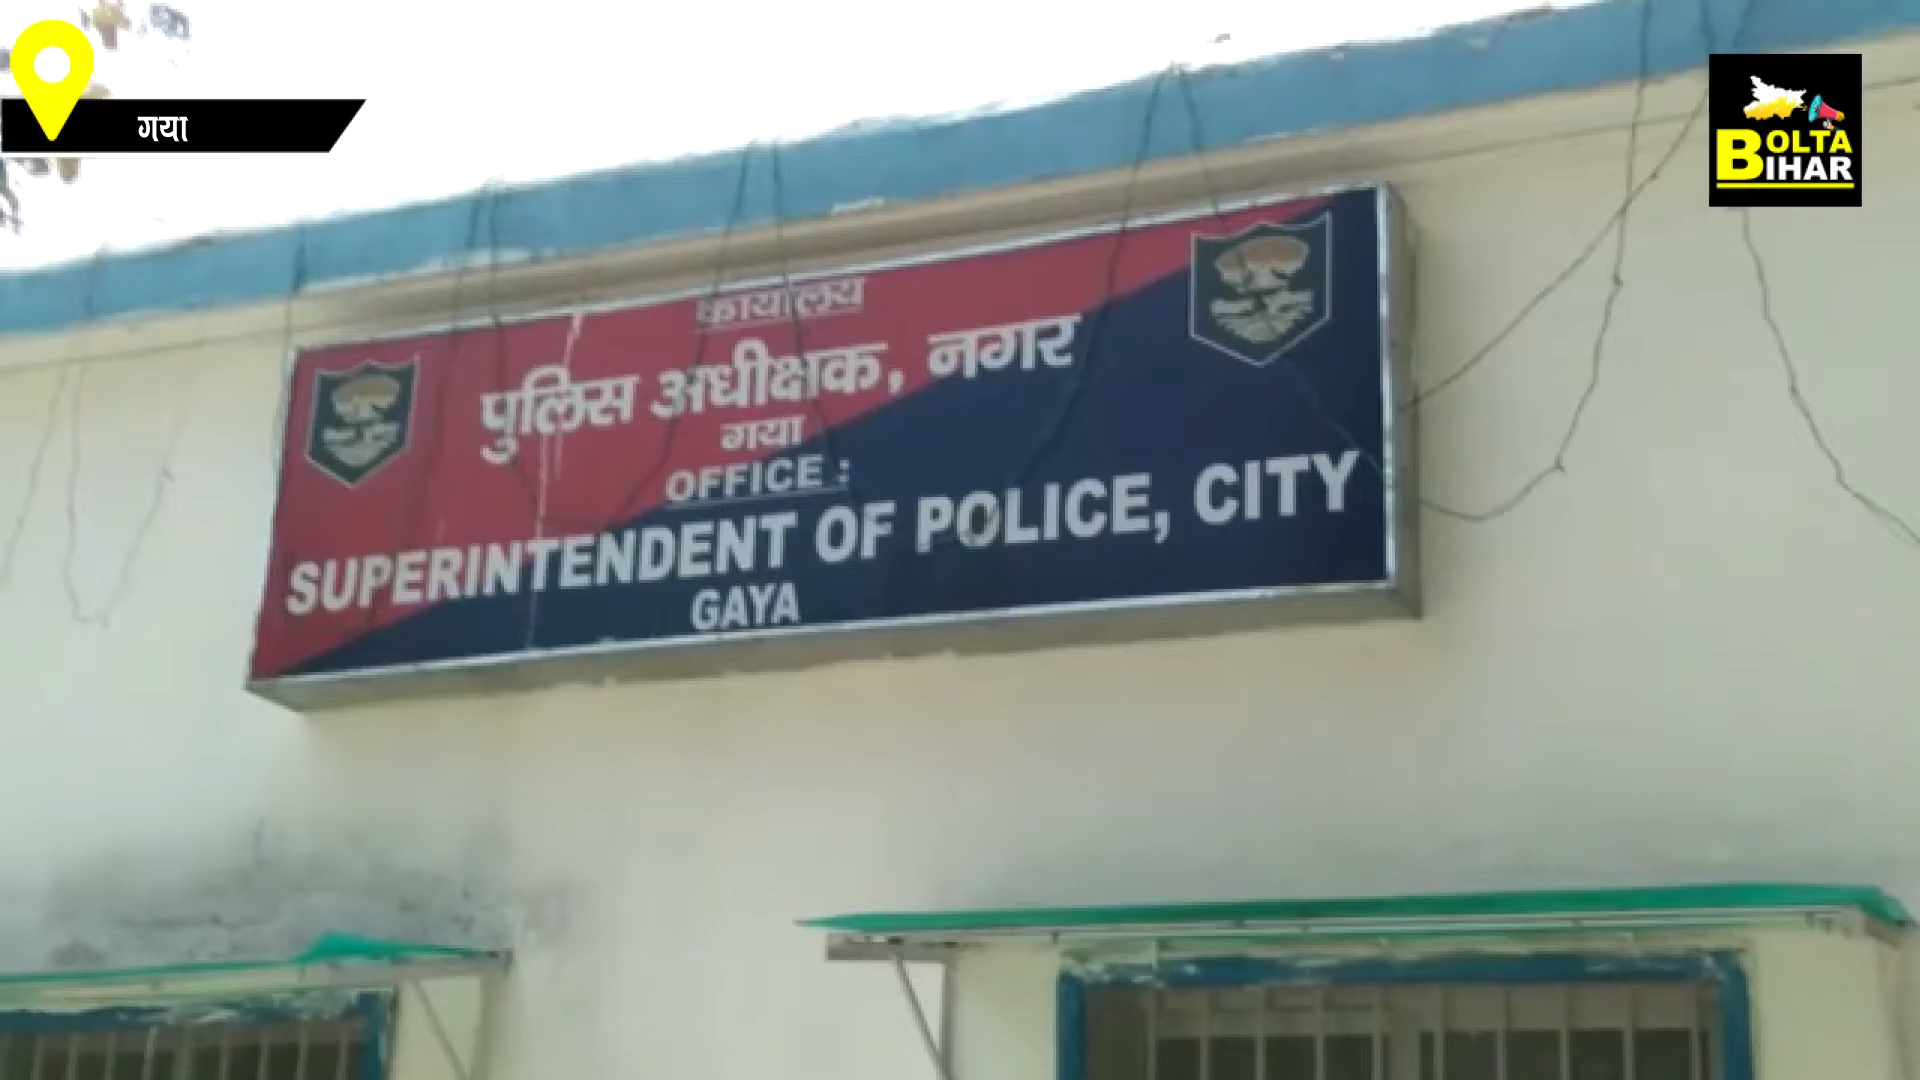 गया
BOLTA
BIHAR
कार्यालय
पुलिस अधीक्षक, नगर
गया
OFFICE :
SUPERINTENDENT OF POLICE, CITY
GAYA